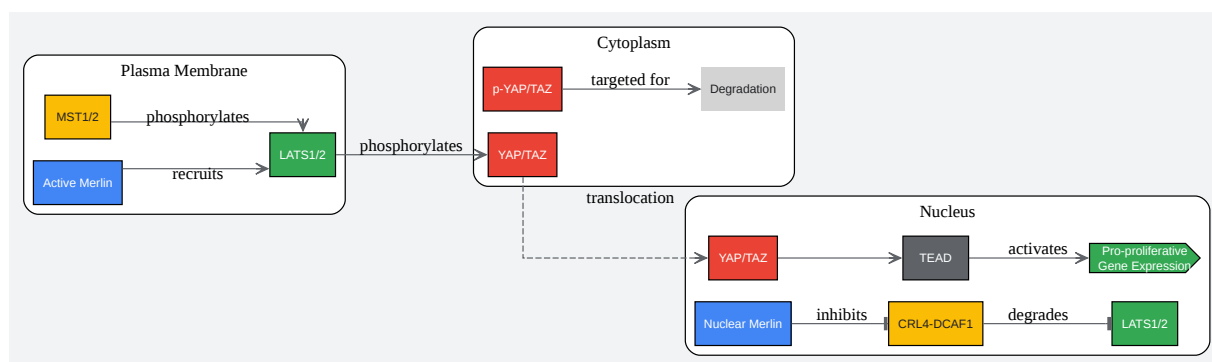 Plasma Membrane
MST1/2
phosphorylates
LATS1/2
Active Merlin
recruits
phosphorylates
Cytoplasm
p-YAP/TAZ
targeted for
Degradation
YAP/TAZ
translocation
Nucleus
YAP/TAZ
TEAD
activates
Pro-proliferative
Gene Expression
Nuclear Merlin
inhibits
CRL4-DCAF1
degrades
LATS1/2